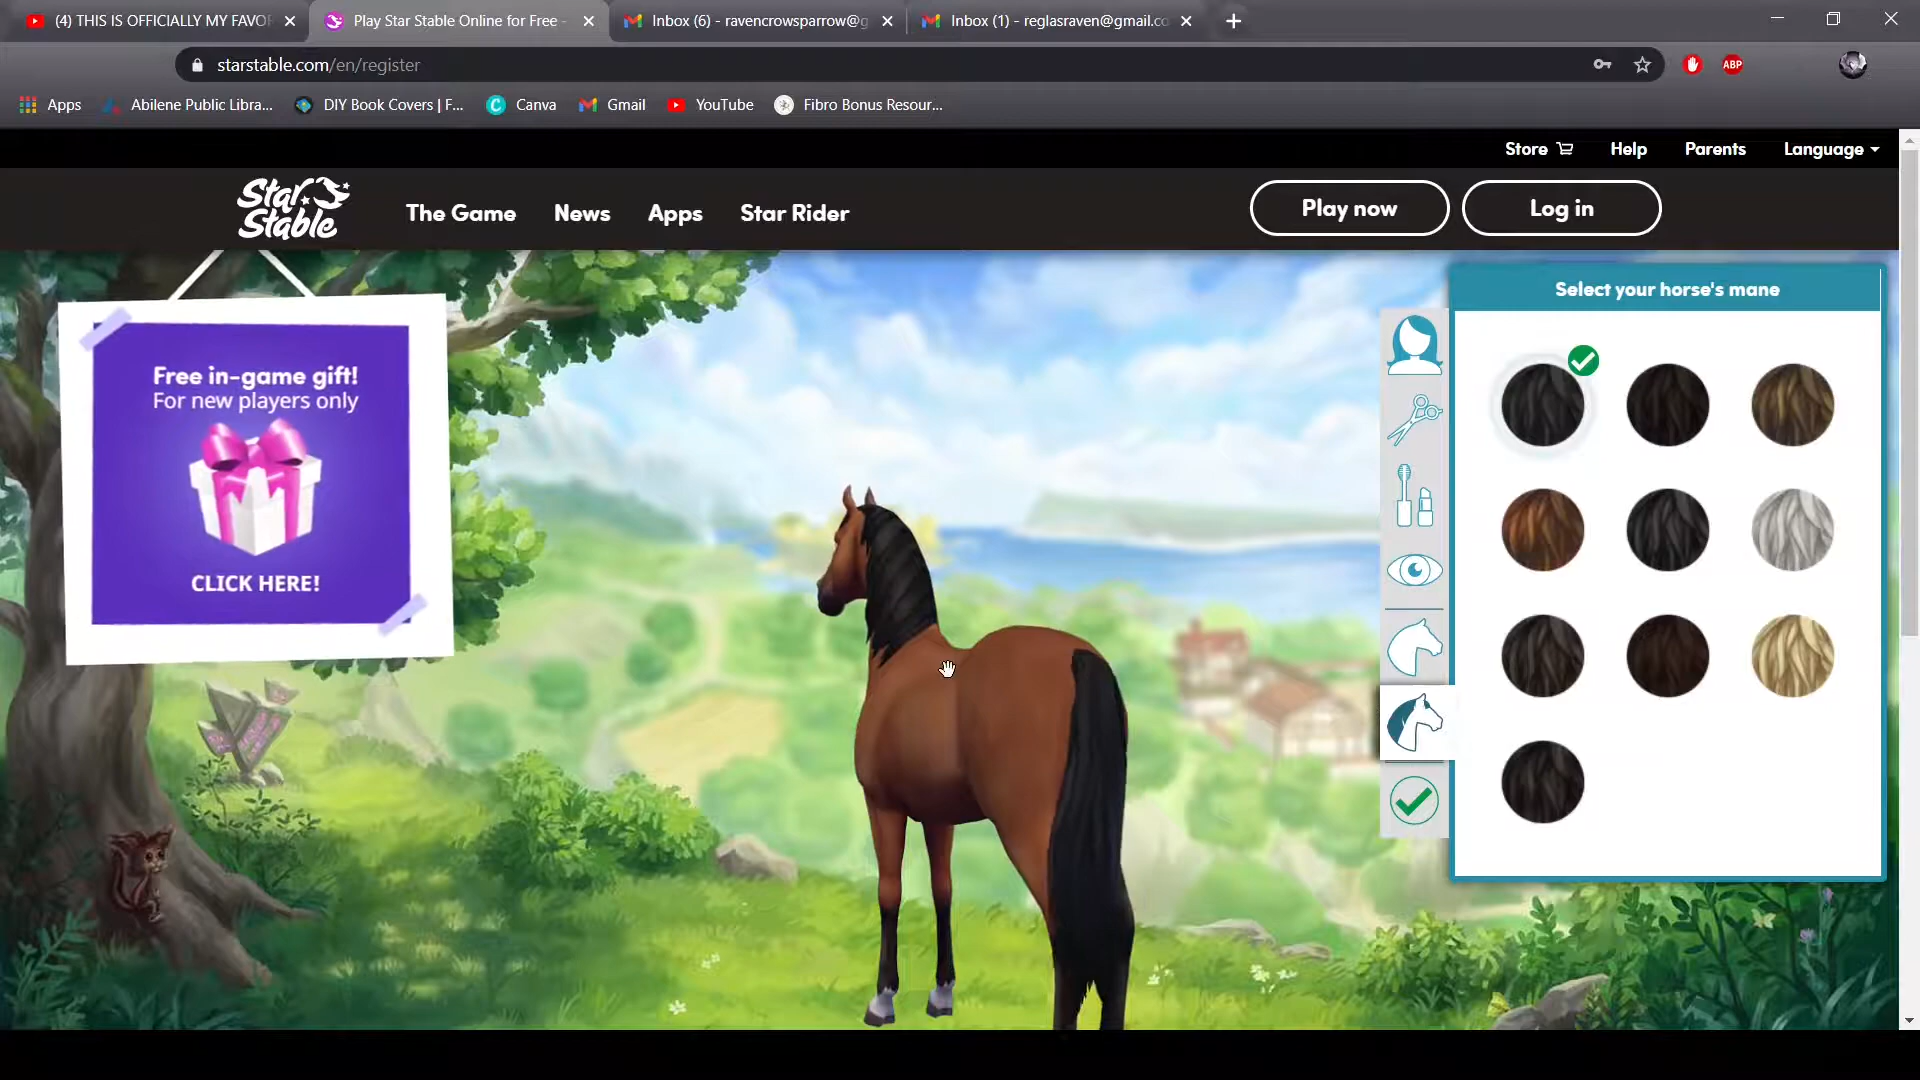 (4) THIS IS OFFICIALLY MY FAVO
Play Star Stable Online for Free -
Inbox (6) - ravencrowsparrow@g
Inbox (1) - reglasraven@gmail.co
starstable.com/en/register
ABP
Apps
Abilene Public Libra...
DIY Book Covers | F...
Canva
Gmail
YouTube
Fibro Bonus Resour...
Store
Help
Parents
Language
Star Stable
The Game
News
Apps
Star Rider
Play now
Log in
Select your horse's mane
Free in-game gift!
For new players only
CLICK HERE!